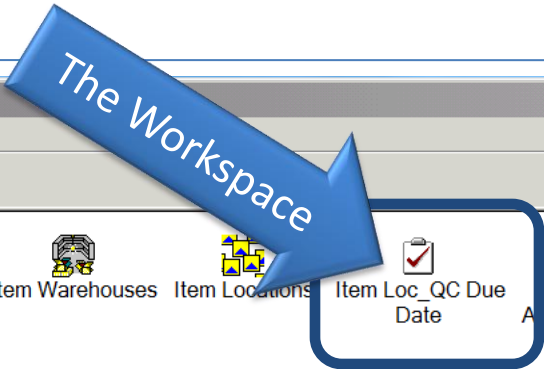 The Workspace
tem Warehouses
Item Locations
Item Loc_QC Due
Date
A